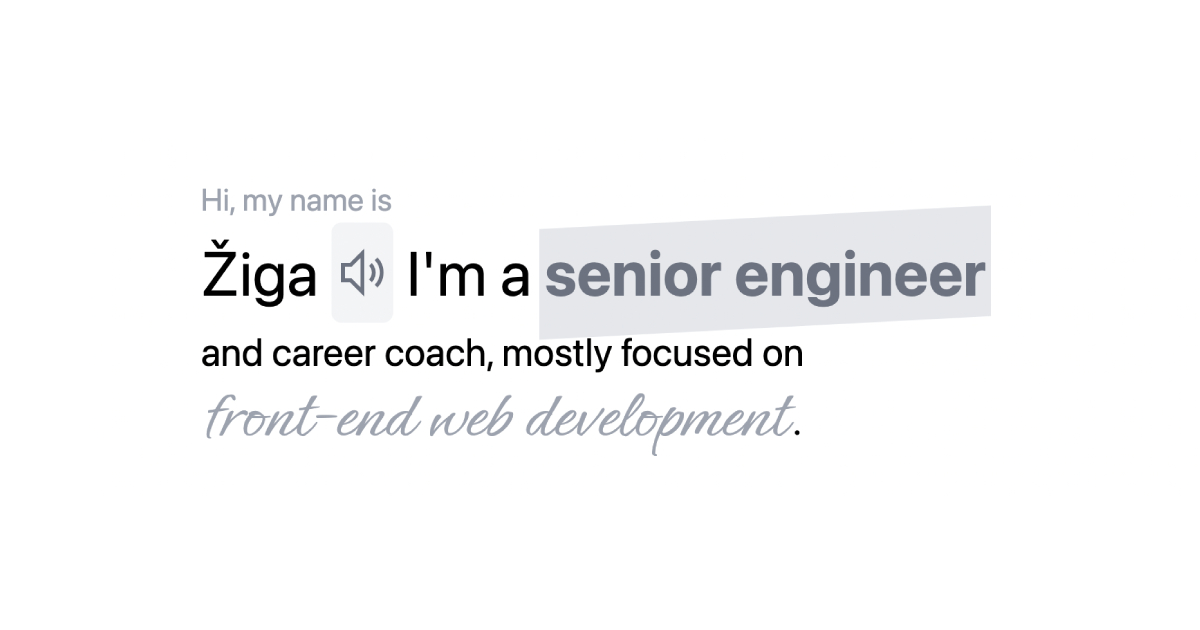 Hi, my name is
Žiga I'm a senior engineer
and career coach, mostly focused on
front-end web development.